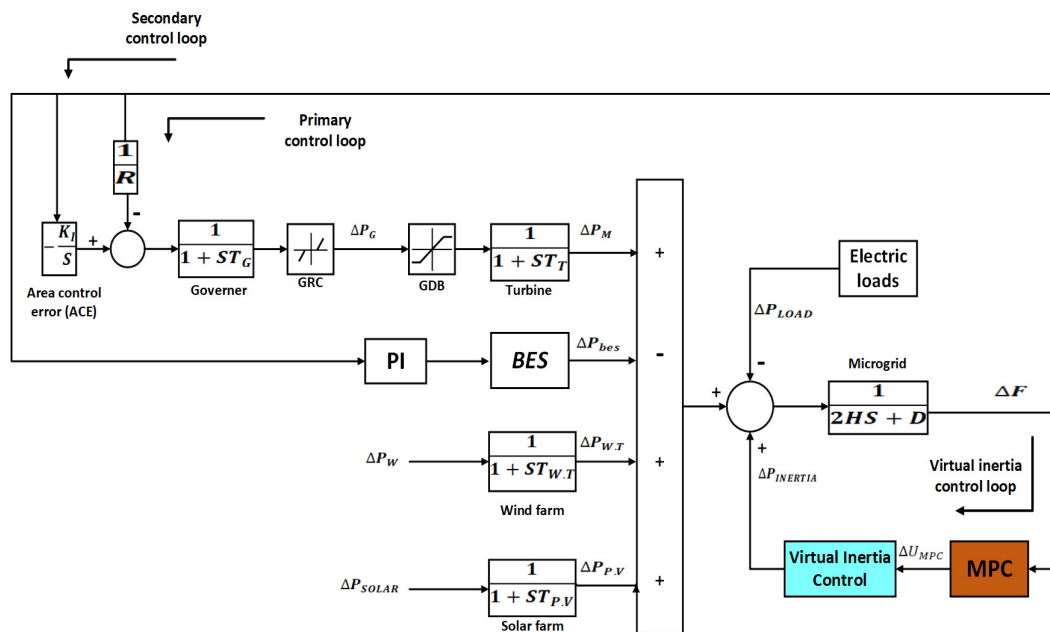 Secondary
control loop
Primary
control loop
1
R
-
- K_I
S
+
Area control
error (ACE)
1
1 + ST_G
Governer
GRC
ΔP_G
GDB
1
1 + ST_T
Turbine
ΔP_M
+
PI
BES
ΔP_bes
-
ΔP_W
1
1 + ST_W.T
Wind farm
ΔP_W.T
+
ΔP_SOLAR
1
1 + ST_P.V
Solar farm
ΔP_P.V
+
Electric
loads
ΔP_LOAD
-
+
+
Microgrid
1
2HS + D
ΔF
ΔP_INERTIA
Virtual inertia
control loop
Virtual Inertia
Control
ΔU_MPC
MPC